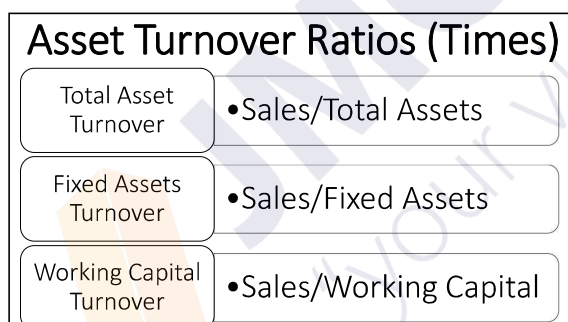 Asset Turnover Ratios (Times)
Total Asset
Turnover
•Sales/Total Assets
Fixed Assets
Turnover
•Sales/Fixed Assets
Working Capital
Turnover
•Sales/Working Capital